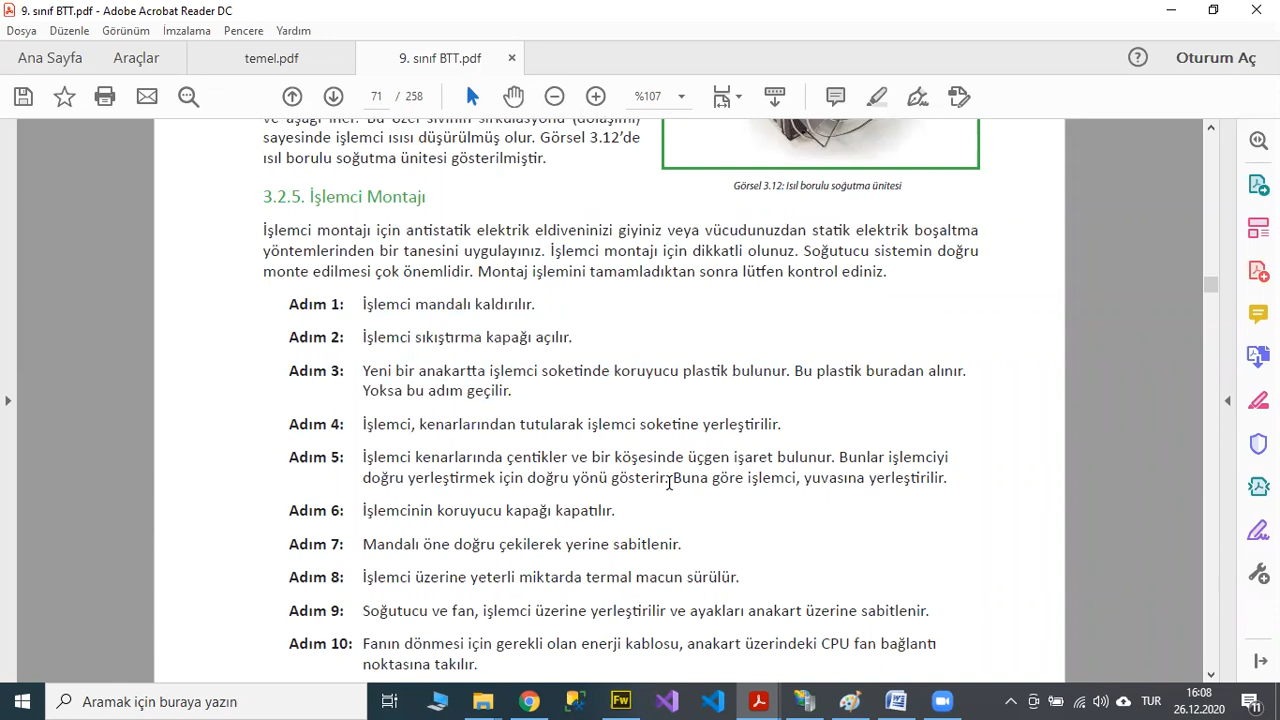 9. sınıf BTT.pdf - Adobe Acrobat Reader DC
Dosya Düzenle Görünüm İmzalama Pencere Yardım
Ana Sayfa Araçlar temel.pdf 9. sınıf BTT.pdf × ? Oturum Aç
71 / 258 %107
sayesinde işlemci ısısı düşürülmüş olur. Görsel 3.12’de
ısıl borulu soğutma ünitesi gösterilmiştir.
Görsel 3.12: Isıl borulu soğutma ünitesi
3.2.5. İşlemci Montajı
İşlemci montajı için antistatik elektrik eldiveninizi giyiniz veya vücudunuzdan statik elektrik boşaltma
yöntemlerinden bir tanesini uygulayınız. İşlemci montajı için dikkatli olunuz. Soğutucu sistemin doğru
monte edilmesi çok önemlidir. Montaj işlemini tamamladıktan sonra lütfen kontrol ediniz.
Adım 1: İşlemci mandalı kaldırılır.
Adım 2: İşlemci sıkıştırma kapağı açılır.
Adım 3: Yeni bir anakartta işlemci soketinde koruyucu plastik bulunur. Bu plastik buradan alınır.
Yoksa bu adım geçilir.
Adım 4: İşlemci, kenarlarından tutularak işlemci soketine yerleştirilir.
Adım 5: İşlemci kenarlarında çentikler ve bir köşesinde üçgen işaret bulunur. Bunlar işlemciyi
doğru yerleştirmek için doğru yönü gösterir. Buna göre işlemci, yuvasına yerleştirilir.
Adım 6: İşlemcinin koruyucu kapağı kapatılır.
Adım 7: Mandalı öne doğru çekilerek yerine sabitlenir.
Adım 8: İşlemci üzerine yeterli miktarda termal macun sürülür.
Adım 9: Soğutucu ve fan, işlemci üzerine yerleştirilir ve ayakları anakart üzerine sabitlenir.
Adım 10: Fanın dönmesi için gerekli olan enerji kablosu, anakart üzerindeki CPU fan bağlantı
noktasına takılır.
Aramak için buraya yazın
Fw
TUR
16:08
26.12.2020
11